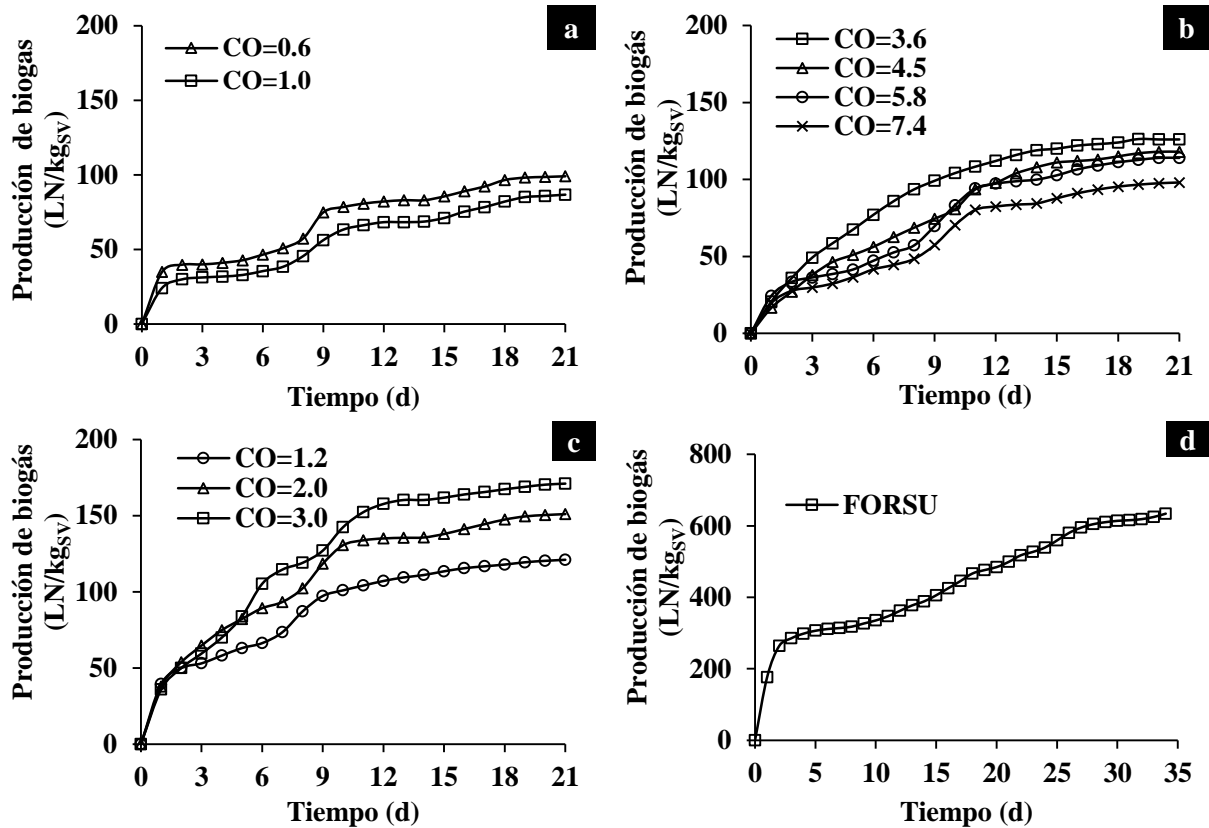 a
CO=0.6
CO=1.0
Producción de biogas
(LN/kgSV)
200
150
100
50
0
0 3 6 9 12 15 18 21
Tiempo (d)
b
CO=3.6
CO=4.5
CO=5.8
CO=7.4
Producción de biogás
(LN/kgSV)
200
150
100
50
0
0 3 6 9 12 15 18 21
Tiempo (d)
c
CO=1.2
CO=2.0
CO=3.0
Producción de biogás
(LN/kgSV)
200
150
100
50
0
0 3 6 9 12 15 18 21
Tiempo (d)
d
FORSU
Producción de biogás
(LN/kgSV)
800
600
400
200
0
0 5 10 15 20 25 30 35
Tiempo (d)